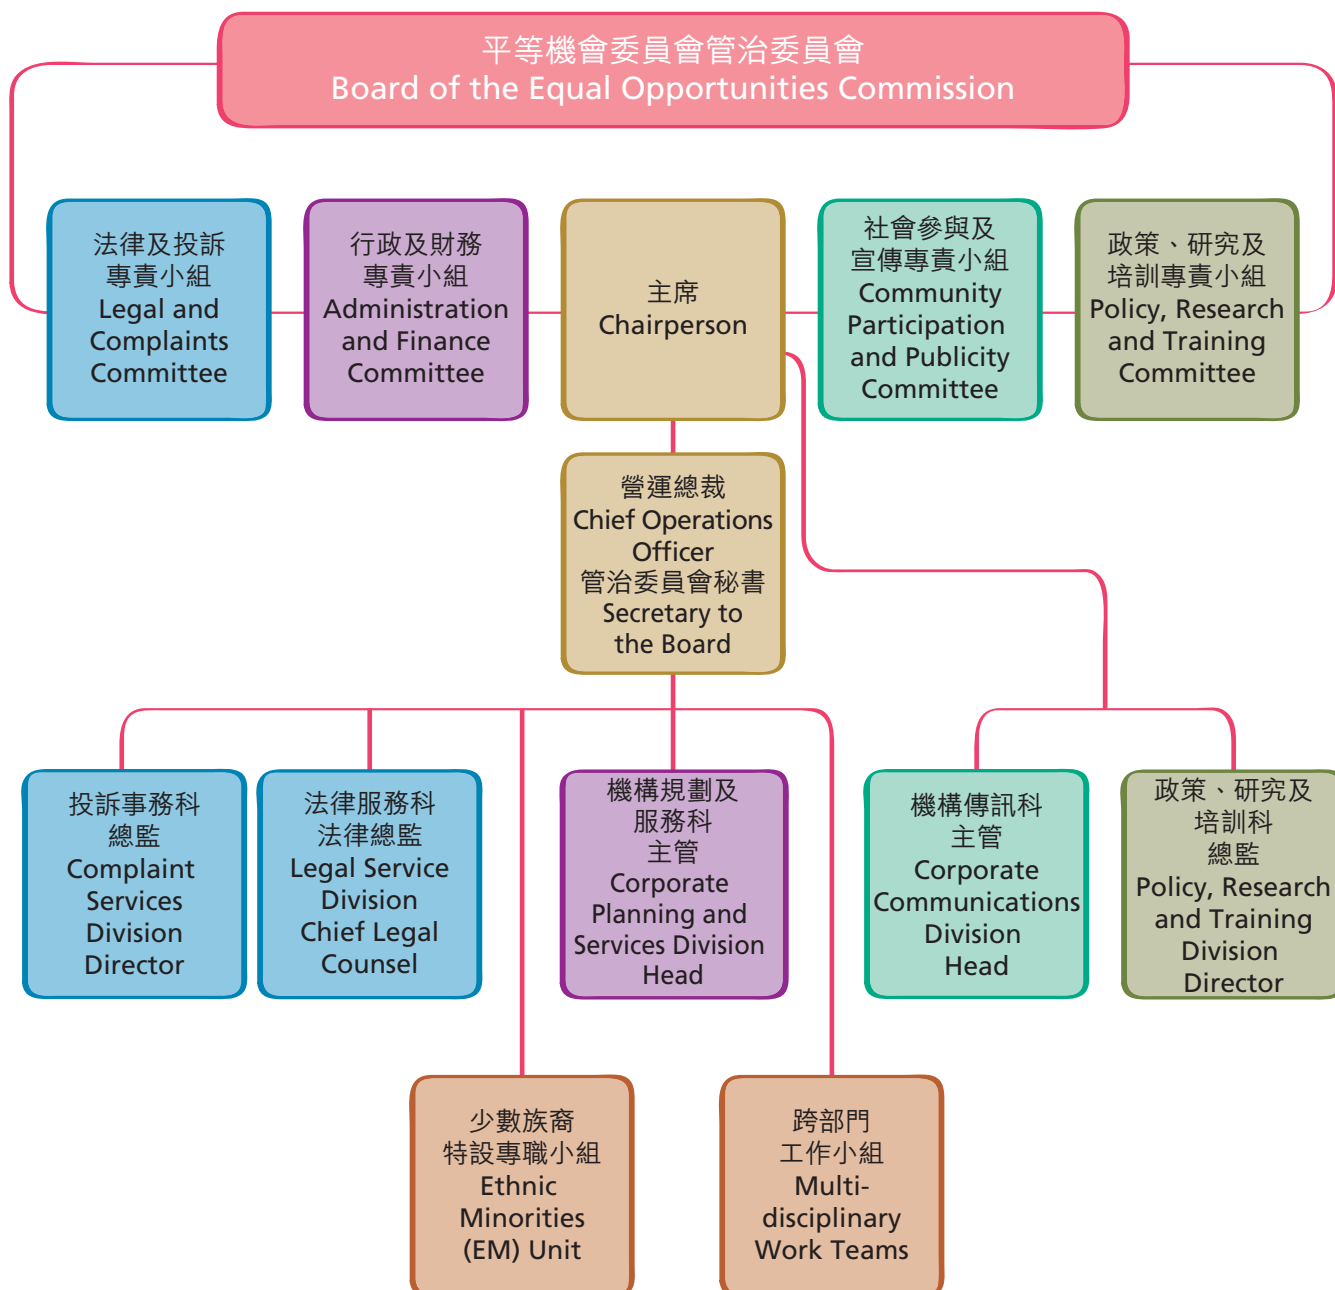 平等機會委員會管治委員會
Board of the Equal Opportunities Commission
法律及投訴
專責小組
Legal and
Complaints
Committee
行政及財務
專責小組
Administration
and Finance
Committee
主席
Chairperson
社會參與及
宣傳專責小組
Community
Participation
and Publicity
Committee
政策、研究及
培訓專責小組
Policy, Research
and Training
Committee
營運總裁
Chief Operations
Officer
管治委員會秘書
Secretary to
the Board
投訴事務科
總監
Complaint
Services
Division
Director
法律服務科
法律總監
Legal Service
Division
Chief Legal
Counsel
機構規劃及
服務科
主管
Corporate
Planning and
Services Division
Head
機構傳訊科
主管
Corporate
Communications
Division
Head
政策、研究及
培訓科
總監
Policy, Research
and Training
Division
Director
少數族裔
特設專職小組
Ethnic
Minorities
(EM) Unit
跨部門
工作小組
Multi-
disciplinary
Work Teams